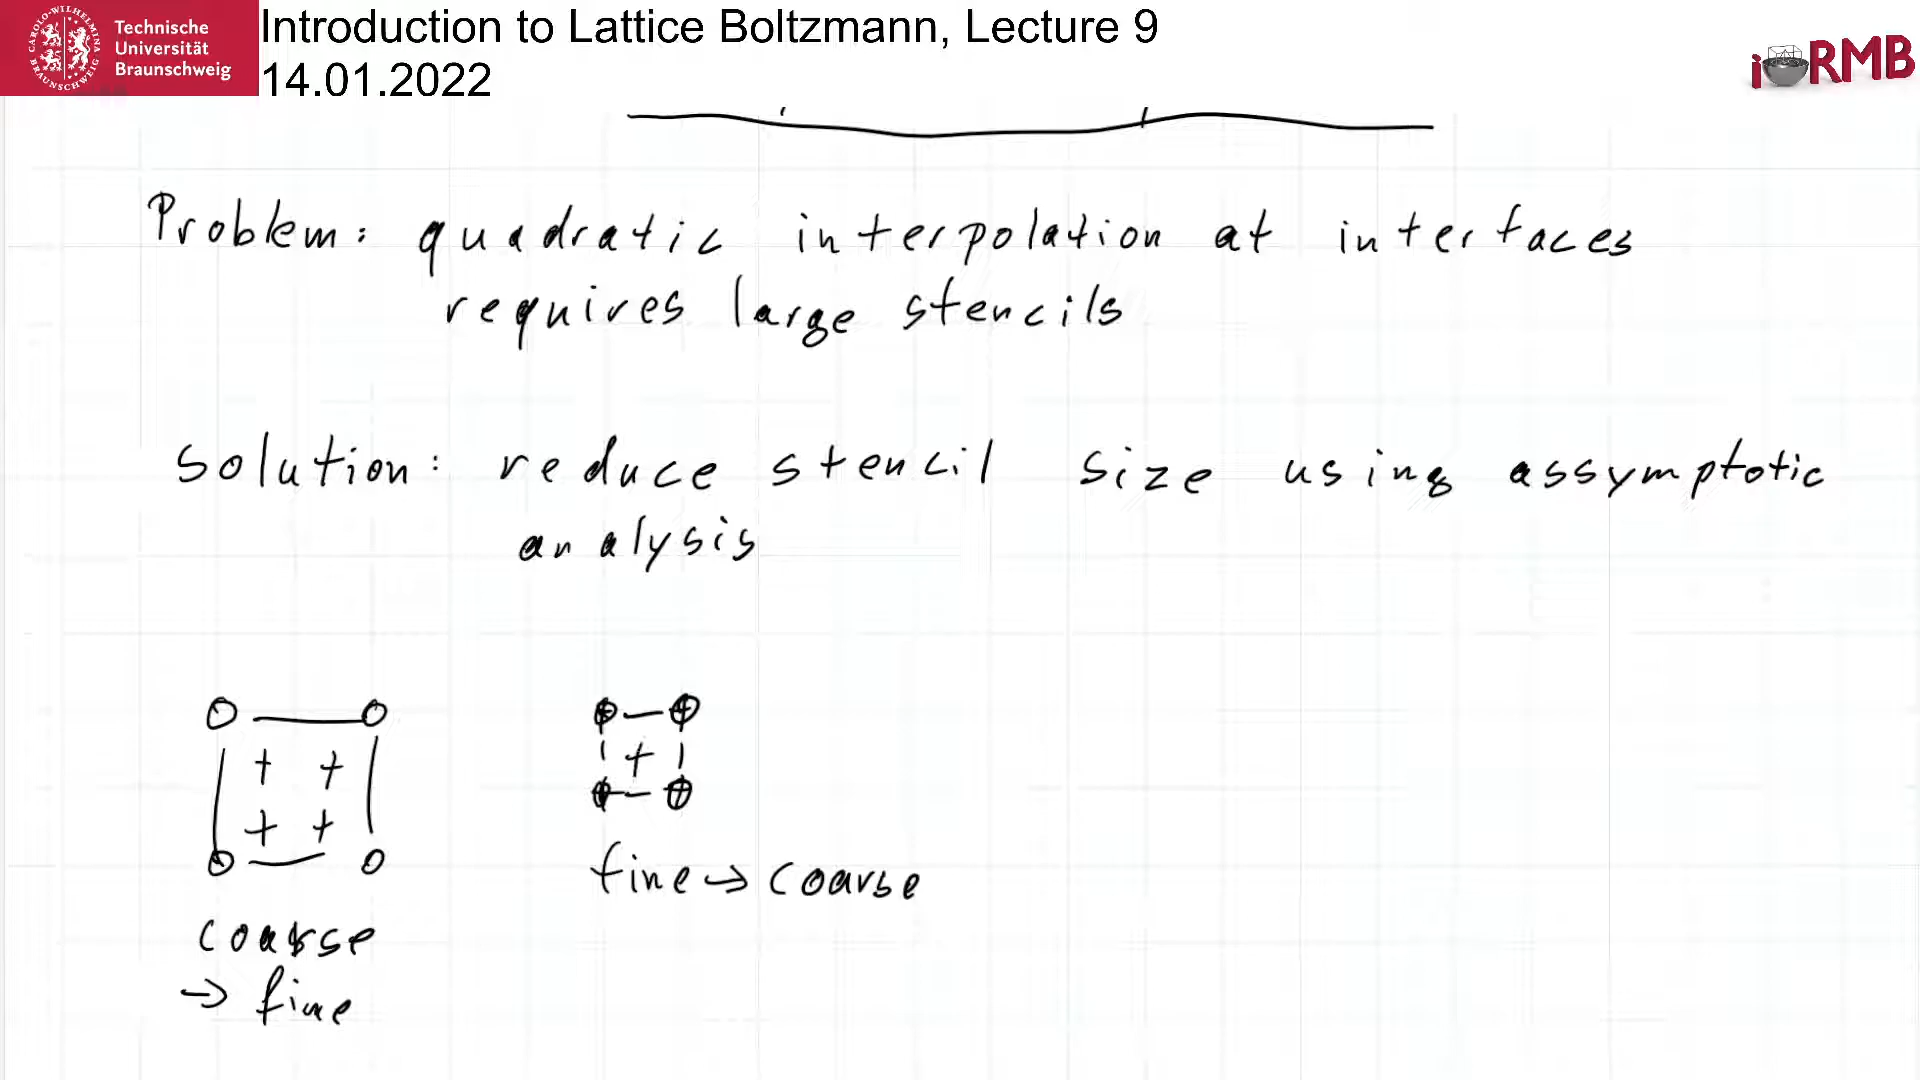 Technische
Universität
Braunschweig
Introduction to Lattice Boltzmann, Lecture 9
14.01.2022
iRMB
Problem: quadratic interpolation at interfaces
requires large stencils
solution: reduce stencil size using assymptotic
analysis
fine → coarse
coarse
→ fine